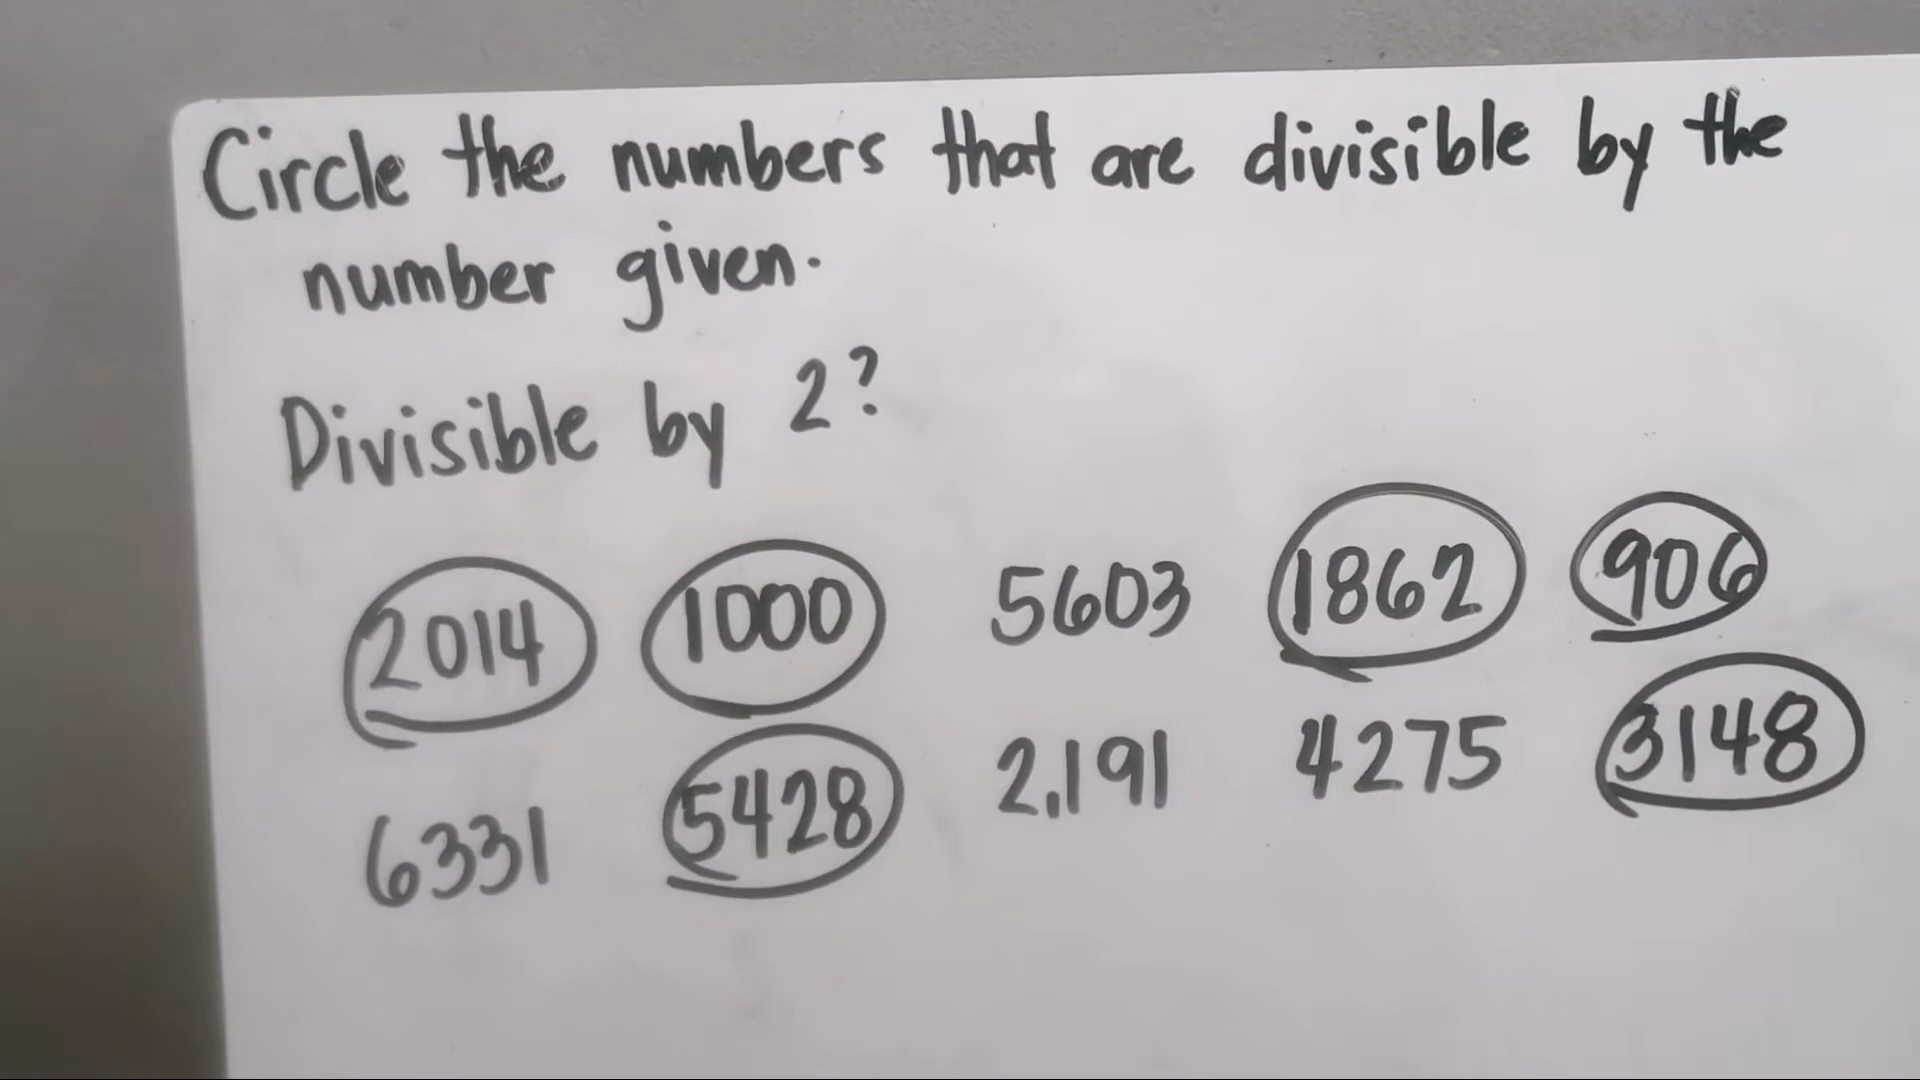 Circle the numbers that are divisible by the
number given.
Divisible by 2?
2014 1000 5603 1862 906
6331 5428 2,191 4275 3148